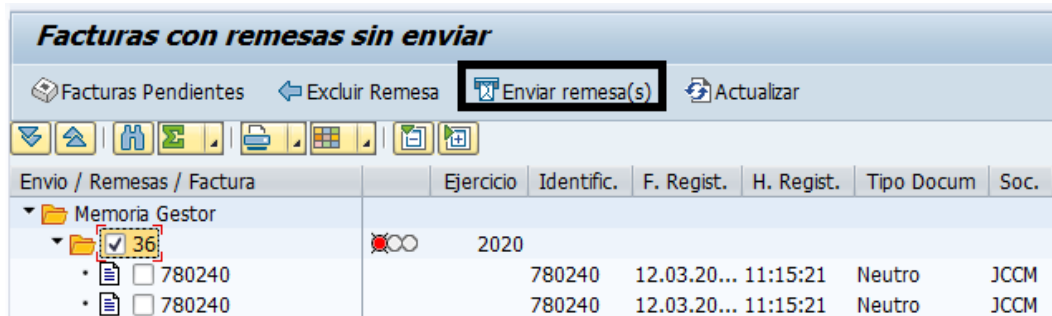 Facturas con remesas sin enviar
Facturas Pendientes Excluir Remesa Enviar remesa(s) Actualizar
Envio / Remesas / Factura Ejercicio Identific. F. Regist. H. Regist. Tipo Docum Soc.
Memoria Gestor
36 2020
780240 780240 12.03.20... 11:15:21 Neutro JCCM
780240 780240 12.03.20... 11:15:21 Neutro JCCM